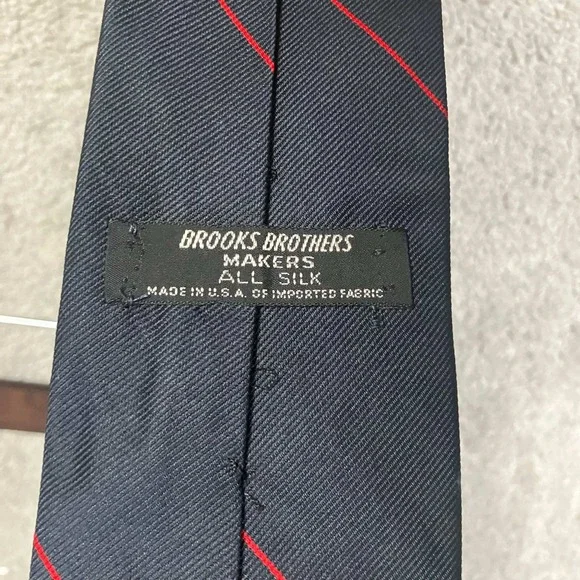 BROOKS BROTHERS
MAKERS
ALL SILK
MADE IN U.S.A. OF IMPORTED FABRIC